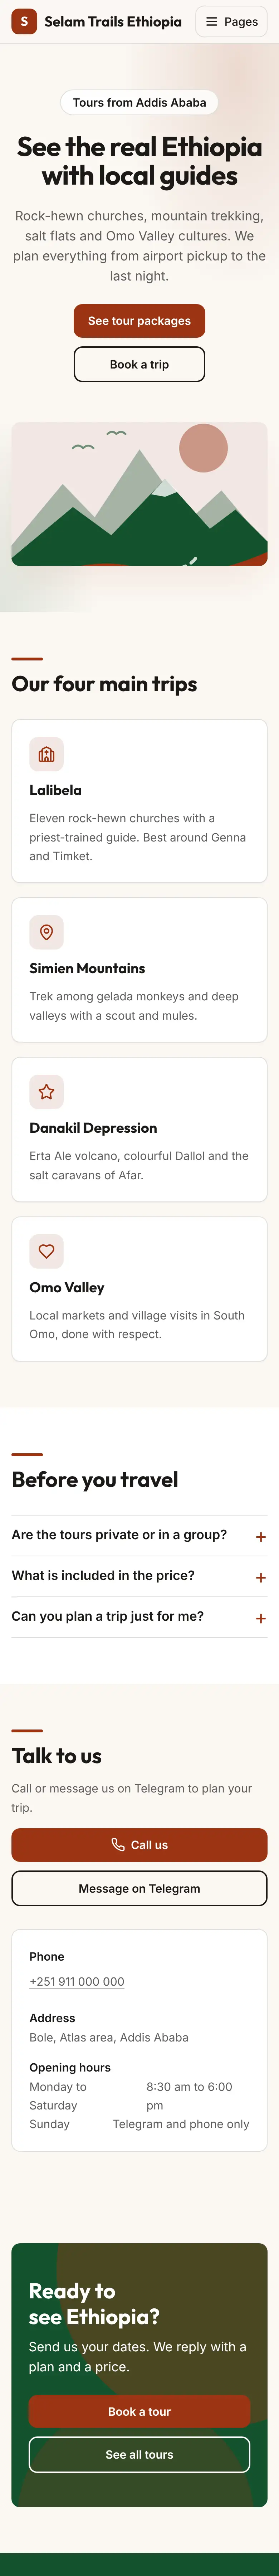 S
Selam Trails Ethiopia
Pages
Tours from Addis Ababa
See the real Ethiopia
with local guides
Rock-hewn churches, mountain trekking,
salt flats and Omo Valley cultures. We
plan everything from airport pickup to the
last night.
See tour packages
Book a trip
Our four main trips
Lalibela
Eleven rock-hewn churches with a
priest-trained guide. Best around Genna
and Timket.
Simien Mountains
Trek among gelada monkeys and deep
valleys with a scout and mules.
Danakil Depression
Erta Ale volcano, colourful Dallol and the
salt caravans of Afar.
Omo Valley
Local markets and village visits in South
Omo, done with respect.
Before you travel
Are the tours private or in a group?
What is included in the price?
Can you plan a trip just for me?
Talk to us
Call or message us on Telegram to plan your
trip.
Call us
Message on Telegram
Phone
+251 911 000 000
Address
Bole, Atlas area, Addis Ababa
Opening hours
Monday to 8:30 am to 6:00
Saturday pm
Sunday Telegram and phone only
Ready to
see Ethiopia?
Send us your dates. We reply with a
plan and a price.
Book a tour
See all tours